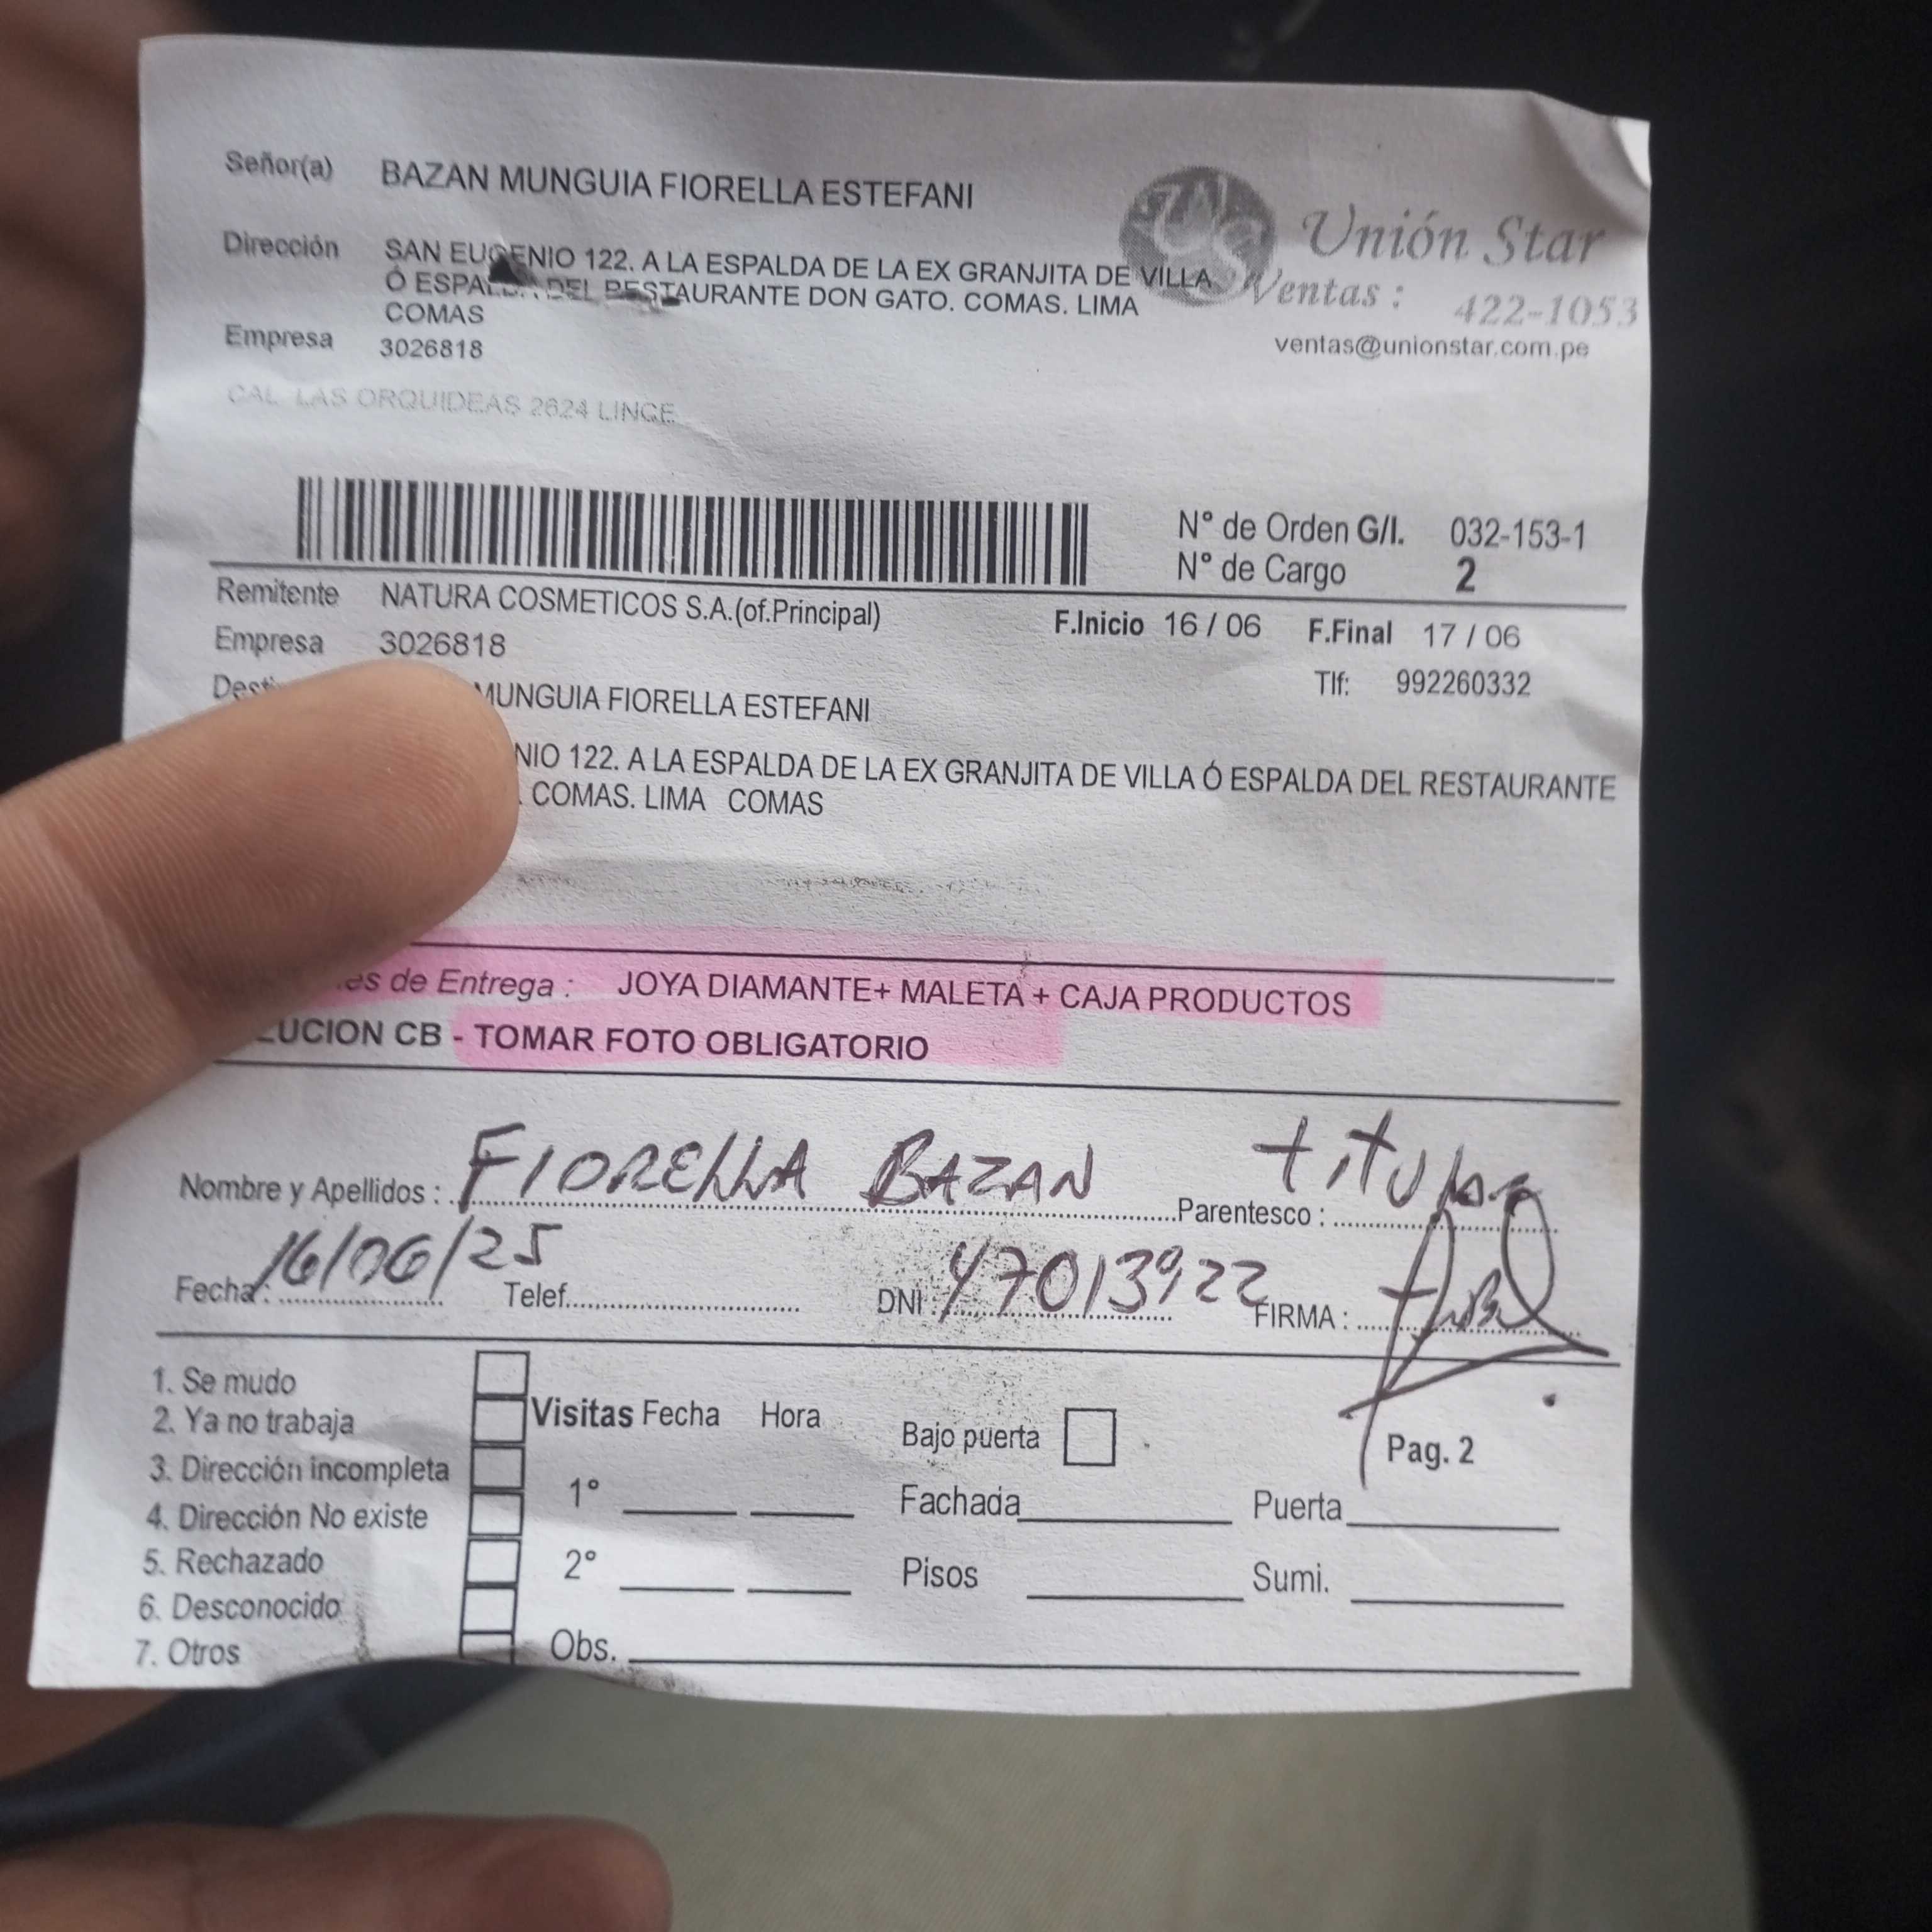 Señor(a) BAZAN MUNGUIA FIORELLA ESTEFANI
Unión Star
Dirección SAN EUGENIO 122. A LA ESPALDA DE LA EX GRANJITA DE VILLA
Ó ESPALDA DEL RESTAURANTE DON GATO. COMAS. LIMA
COMAS
Ventas : 422-1053
Empresa 3026818
ventas@unionstar.com.pe
CAL. LAS ORQUIDEAS 2624 LINCE
Nº de Orden G/I. 032-153-1
Nº de Cargo 2
Remitente NATURA COSMETICOS S.A.(of.Principal)
F.Inicio 16 / 06 F.Final 17 / 06
Empresa 3026818
Tlf: 992260332
MUNGUIA FIORELLA ESTEFANI
122. A LA ESPALDA DE LA EX GRANJITA DE VILLA Ó ESPALDA DEL RESTAURANTE
COMAS. LIMA COMAS
de Entrega : JOYA DIAMANTE+ MALETA + CAJA PRODUCTOS
CB - TOMAR FOTO OBLIGATORIO
Nombre y Apellidos : FIORELLA BAZAN Parentesco : titular
Fecha : 16/06/25 Telef. DNI : 47013922 FIRMA :
1. Se mudo
2. Ya no trabaja
3. Dirección incompleta
4. Dirección No existe
5. Rechazado
6. Desconocido
7. Otros
Visitas Fecha Hora
1°
2°
Obs.
Bajo puerta
Pag. 2
Fachada Puerta
Pisos Sumi.